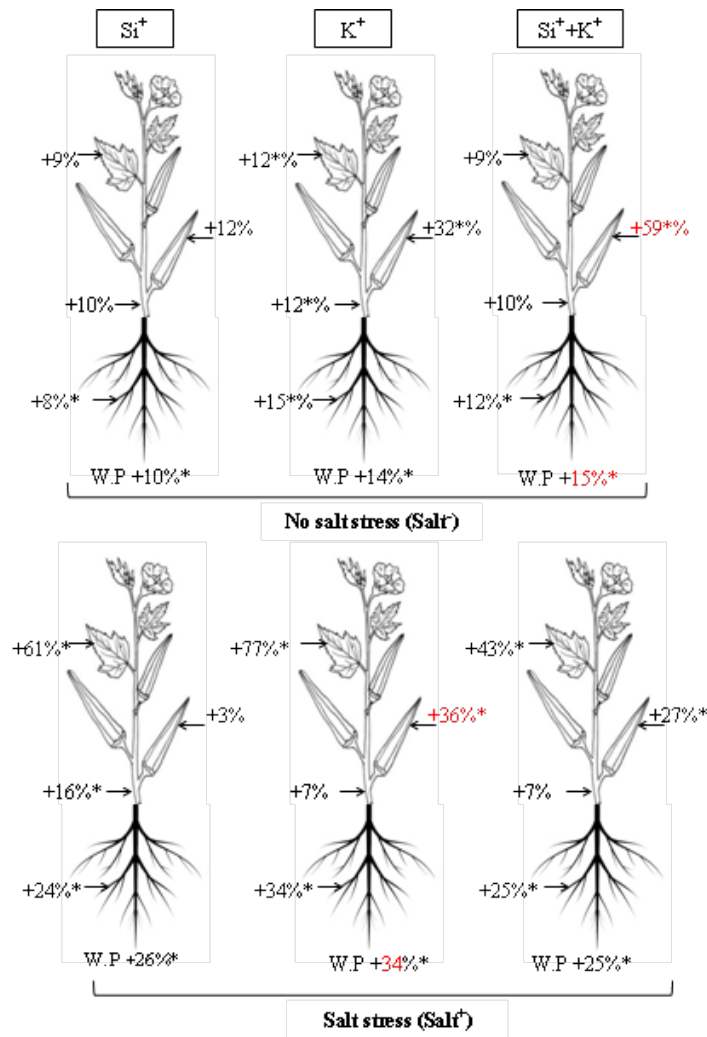 Si⁺ K⁺ Si⁺+K⁺
+9% +12*% +9%
+12% +32*% +59*%
+10% +12*% +10%
+8%* +15*% +12%*
W.P +10%* W.P +14%* W.P +15%*
No salt stress (Salt⁻)
+61%* +77%* +43%*
+3% +36%* +27%*
+16%* +7% +7%
+24%* +34%* +25%*
W.P +26%* W.P +34%* W.P +25%*
Salt stress (Salt⁺)